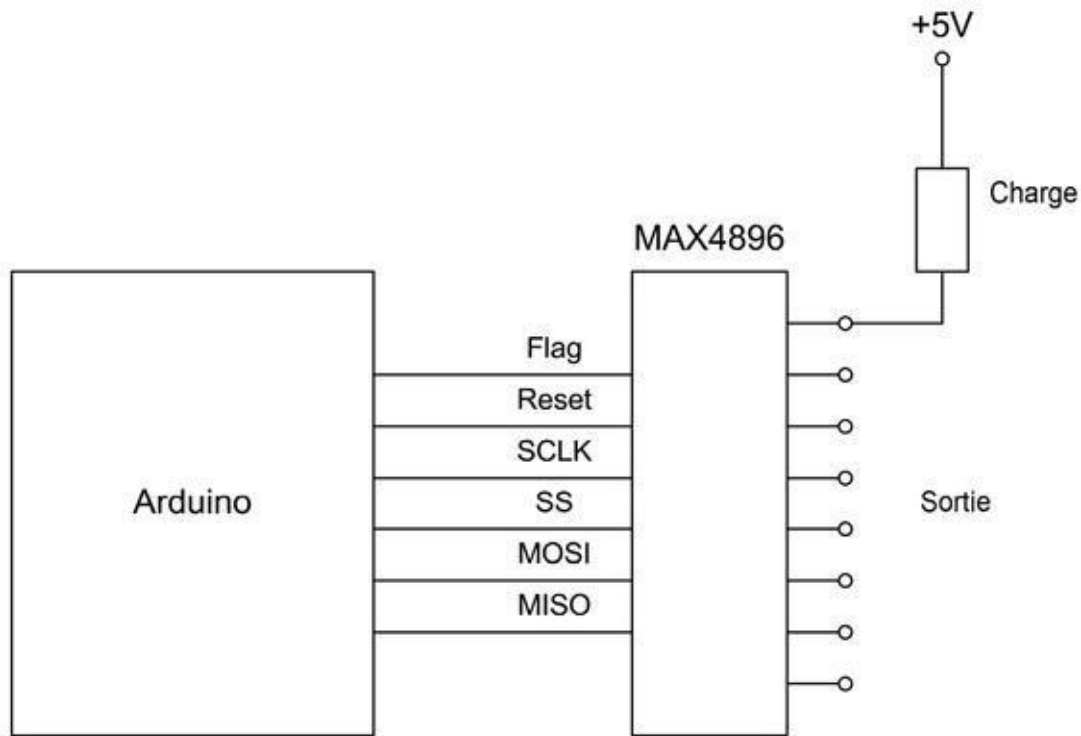 +5V
Charge
MAX4896
Flag
Reset
SCLK
Arduino
SS
Sortie
MOSI
MISO